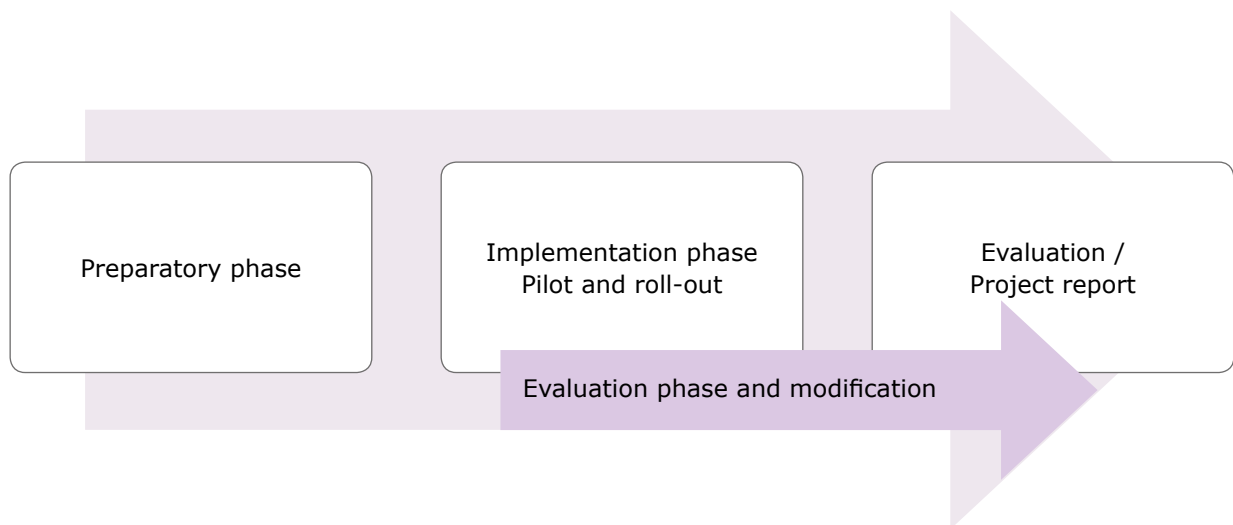 Preparatory phase
Implementation phase
Pilot and roll-out
Evaluation /
Project report
Evaluation phase and modification